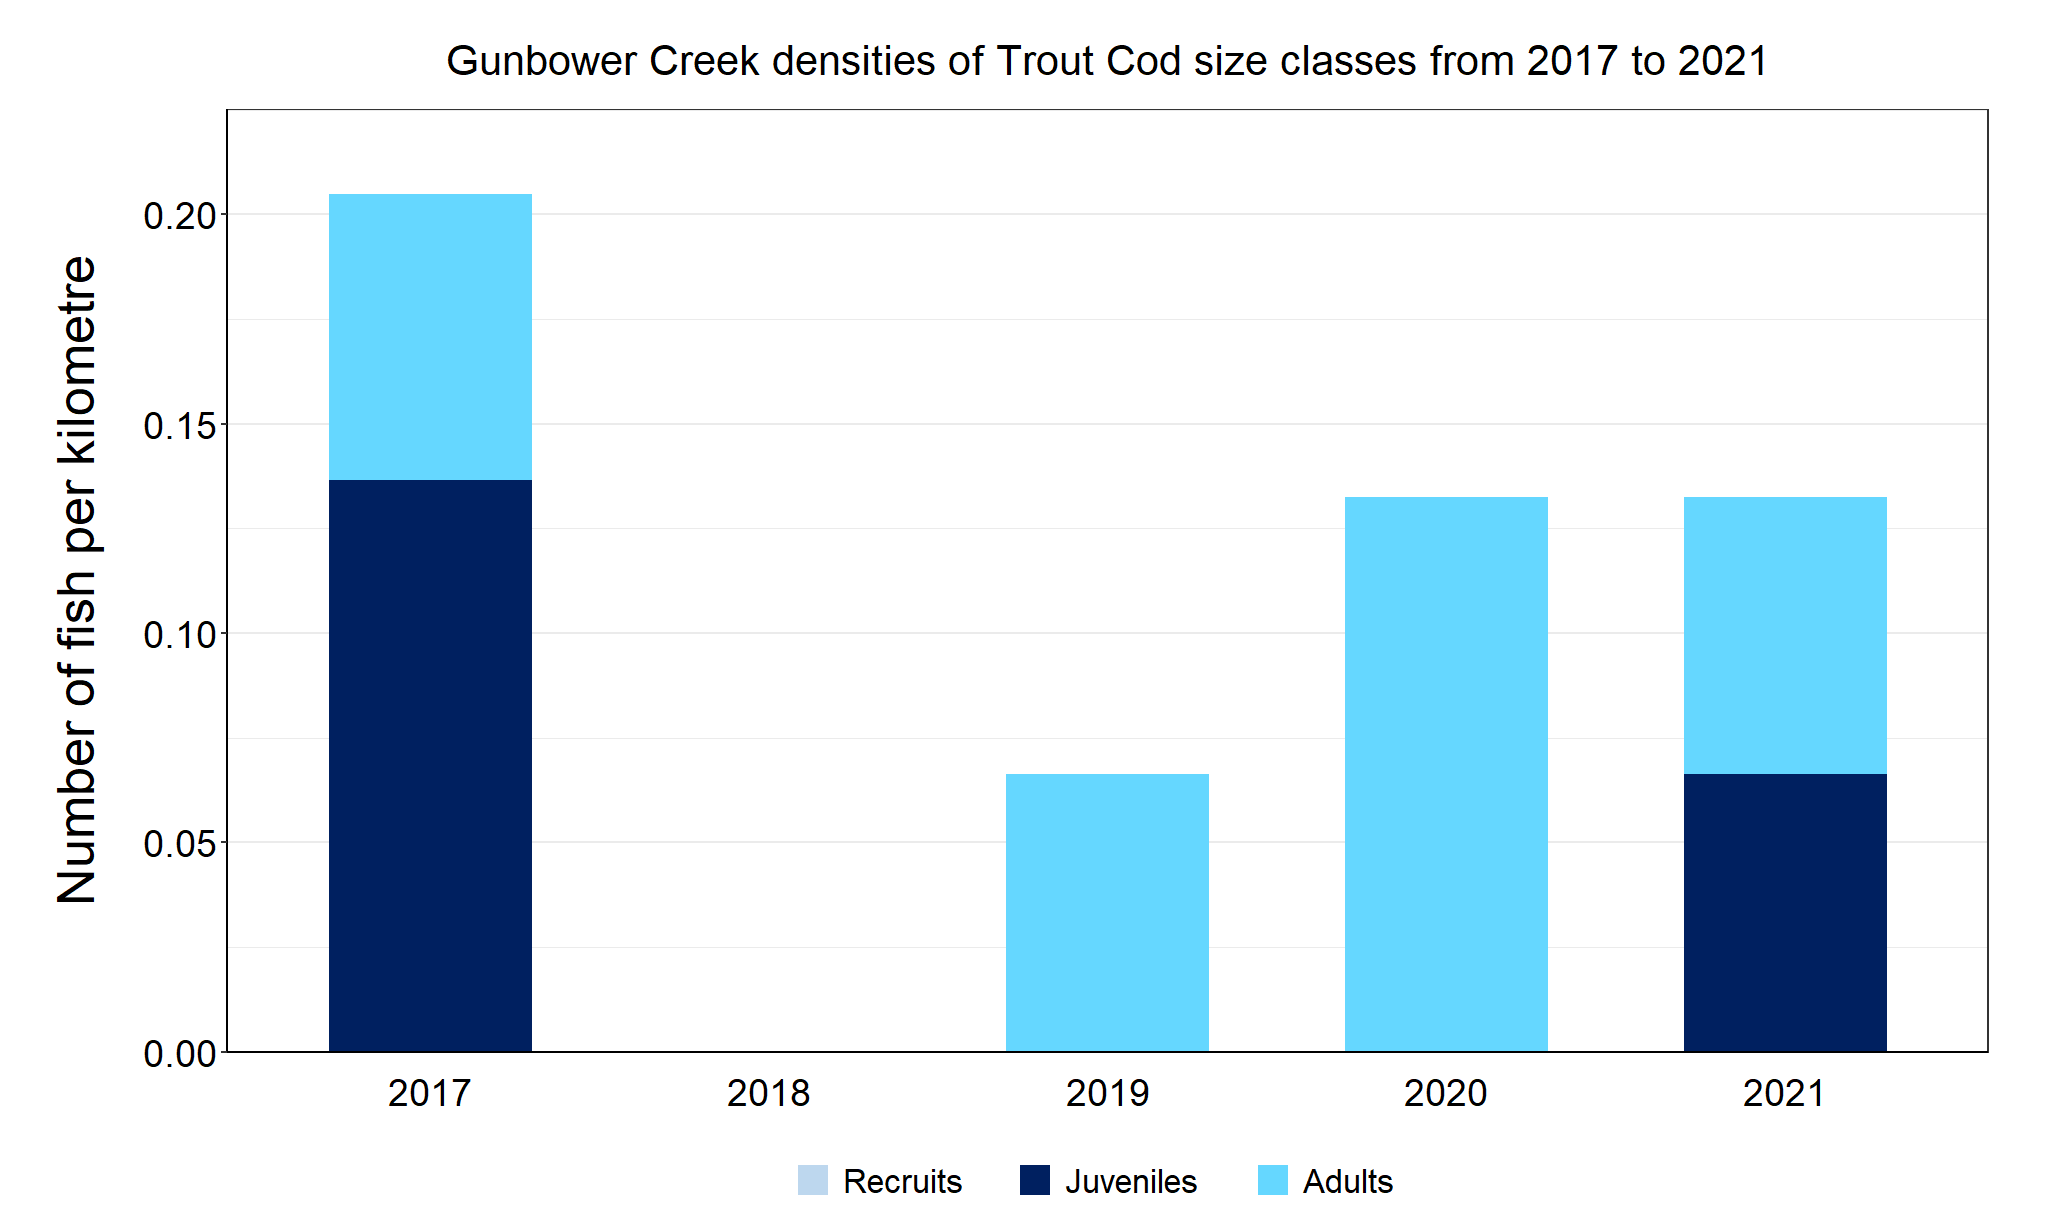 Gunbower Creek densities of Trout Cod size classes from 2017 to 2021
Number of fish per kilometre
0.20
0.15
0.10
0.05
0.00
2017 2018 2019 2020 2021
Recruits Juveniles Adults